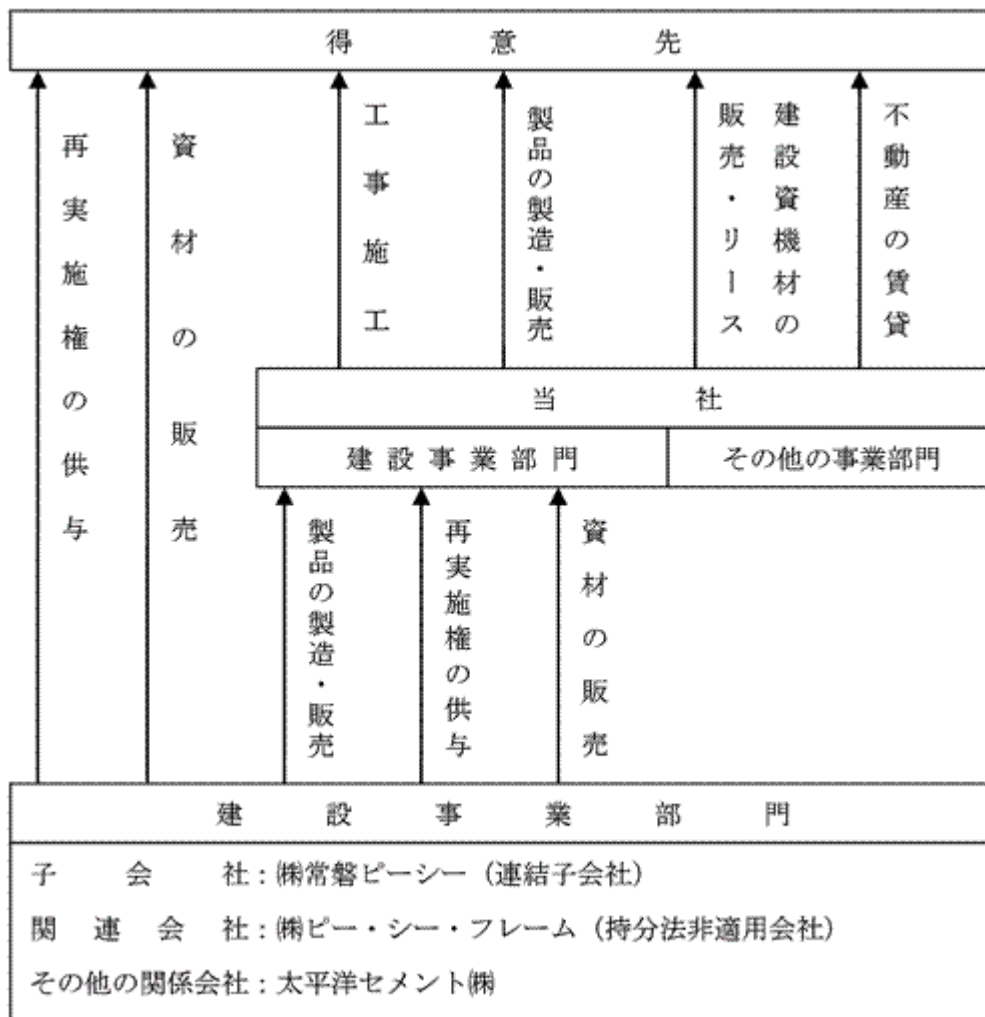 得意先
再実施権の供与
資材の販売
工事施工
製品の製造・販売
建設資機材の
販売・リース
不動産の賃貸
当社
建設事業部門
その他の事業部門
製品の製造・販売
再実施権の供与
資材の販売
建設事業部門
子会社：㈱常磐ピーシー（連結子会社）
関連会社：㈱ピー・シー・フレーム（持分法非適用会社）
その他の関係会社：太平洋セメント㈱